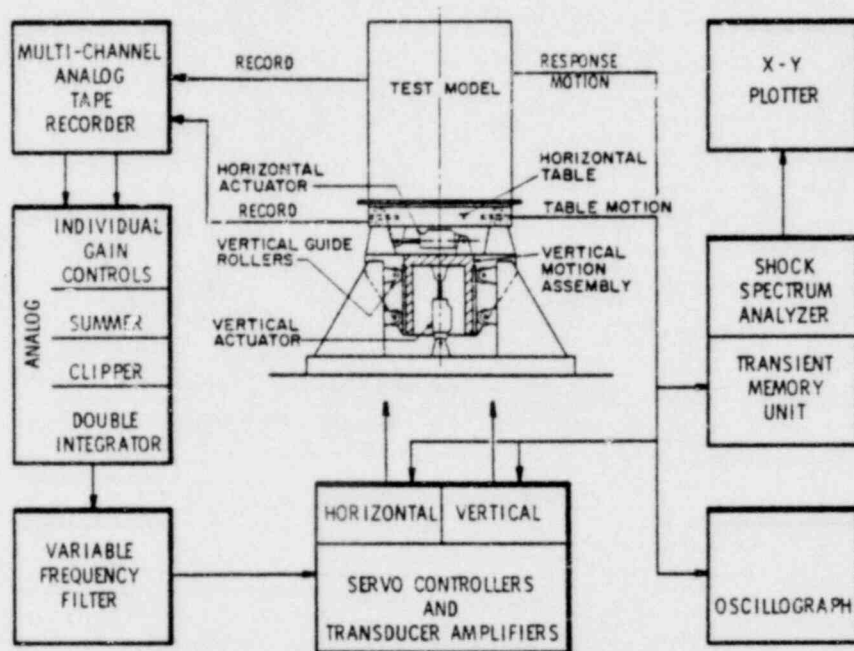 MULTI-CHANNEL
ANALOG
TAPE
RECORDER
RECORD
TEST MODEL
RESPONSE
MOTION
X-Y
PLOTTER
HORIZONTAL
ACTUATOR
HORIZONTAL
TABLE
RECORD
TABLE MOTION
VERTICAL GUIDE
ROLLERS
VERTICAL
MOTION
ASSEMBLY
VERTICAL
ACTUATOR
ANALOG
INDIVIDUAL
GAIN
CONTROLS
SUMMER
CLIPPER
DOUBLE
INTEGRATOR
SHOCK
SPECTRUM
ANALYZER
TRANSIENT
MEMORY
UNIT
VARIABLE
FREQUENCY
FILTER
HORIZONTAL
VERTICAL
SERVO CONTROLLERS
AND
TRANSDUCER AMPLIFIERS
OSCILLOGRAPH